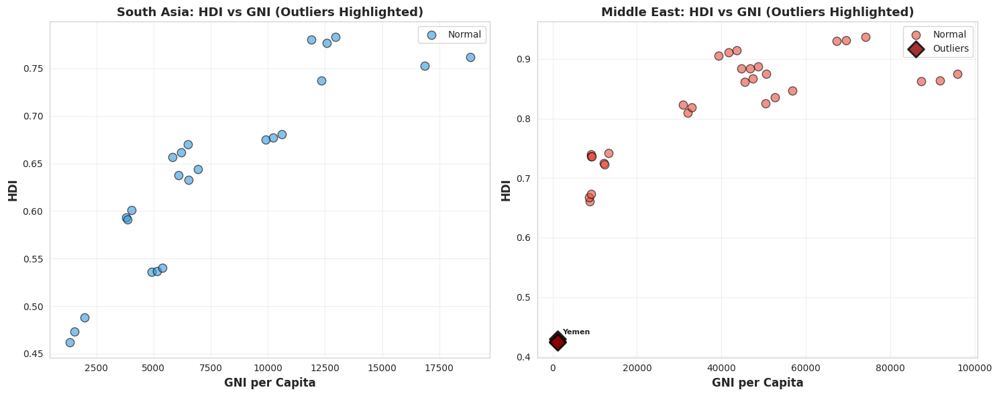 South Asia: HDI vs GNI (Outliers Highlighted)
Normal
HDI
0.75
0.70
0.65
0.60
0.55
0.50
0.45
2500 5000 7500 10000 12500 15000 17500
GNI per Capita
Middle East: HDI vs GNI (Outliers Highlighted)
Normal
Outliers
HDI
0.9
0.8
0.7
0.6
0.5
0.4
Yemen
0 20000 40000 60000 80000 100000
GNI per Capita